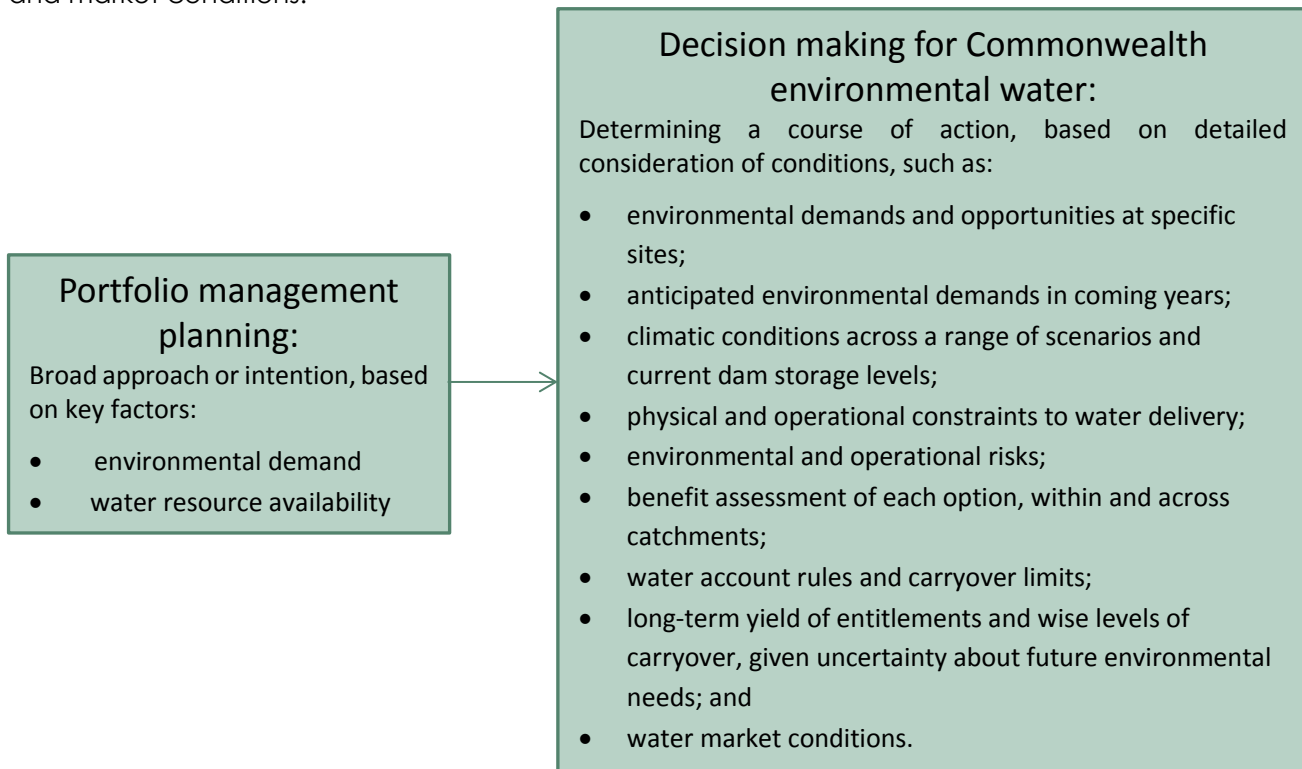 and market conditions.
Portfolio management
planning:
Broad approach or intention, based
on key factors:
• environmental demand
• water resource availability
Decision making for Commonwealth
environmental water:
Determining a course of action, based on detailed
consideration of conditions, such as:
• environmental demands and opportunities at specific
sites;
• anticipated environmental demands in coming years;
• climatic conditions across a range of scenarios and
current dam storage levels;
• physical and operational constraints to water delivery;
• environmental and operational risks;
• benefit assessment of each option, within and across
catchments;
• water account rules and carryover limits;
• long-term yield of entitlements and wise levels of
carryover, given uncertainty about future environmental
needs; and
• water market conditions.